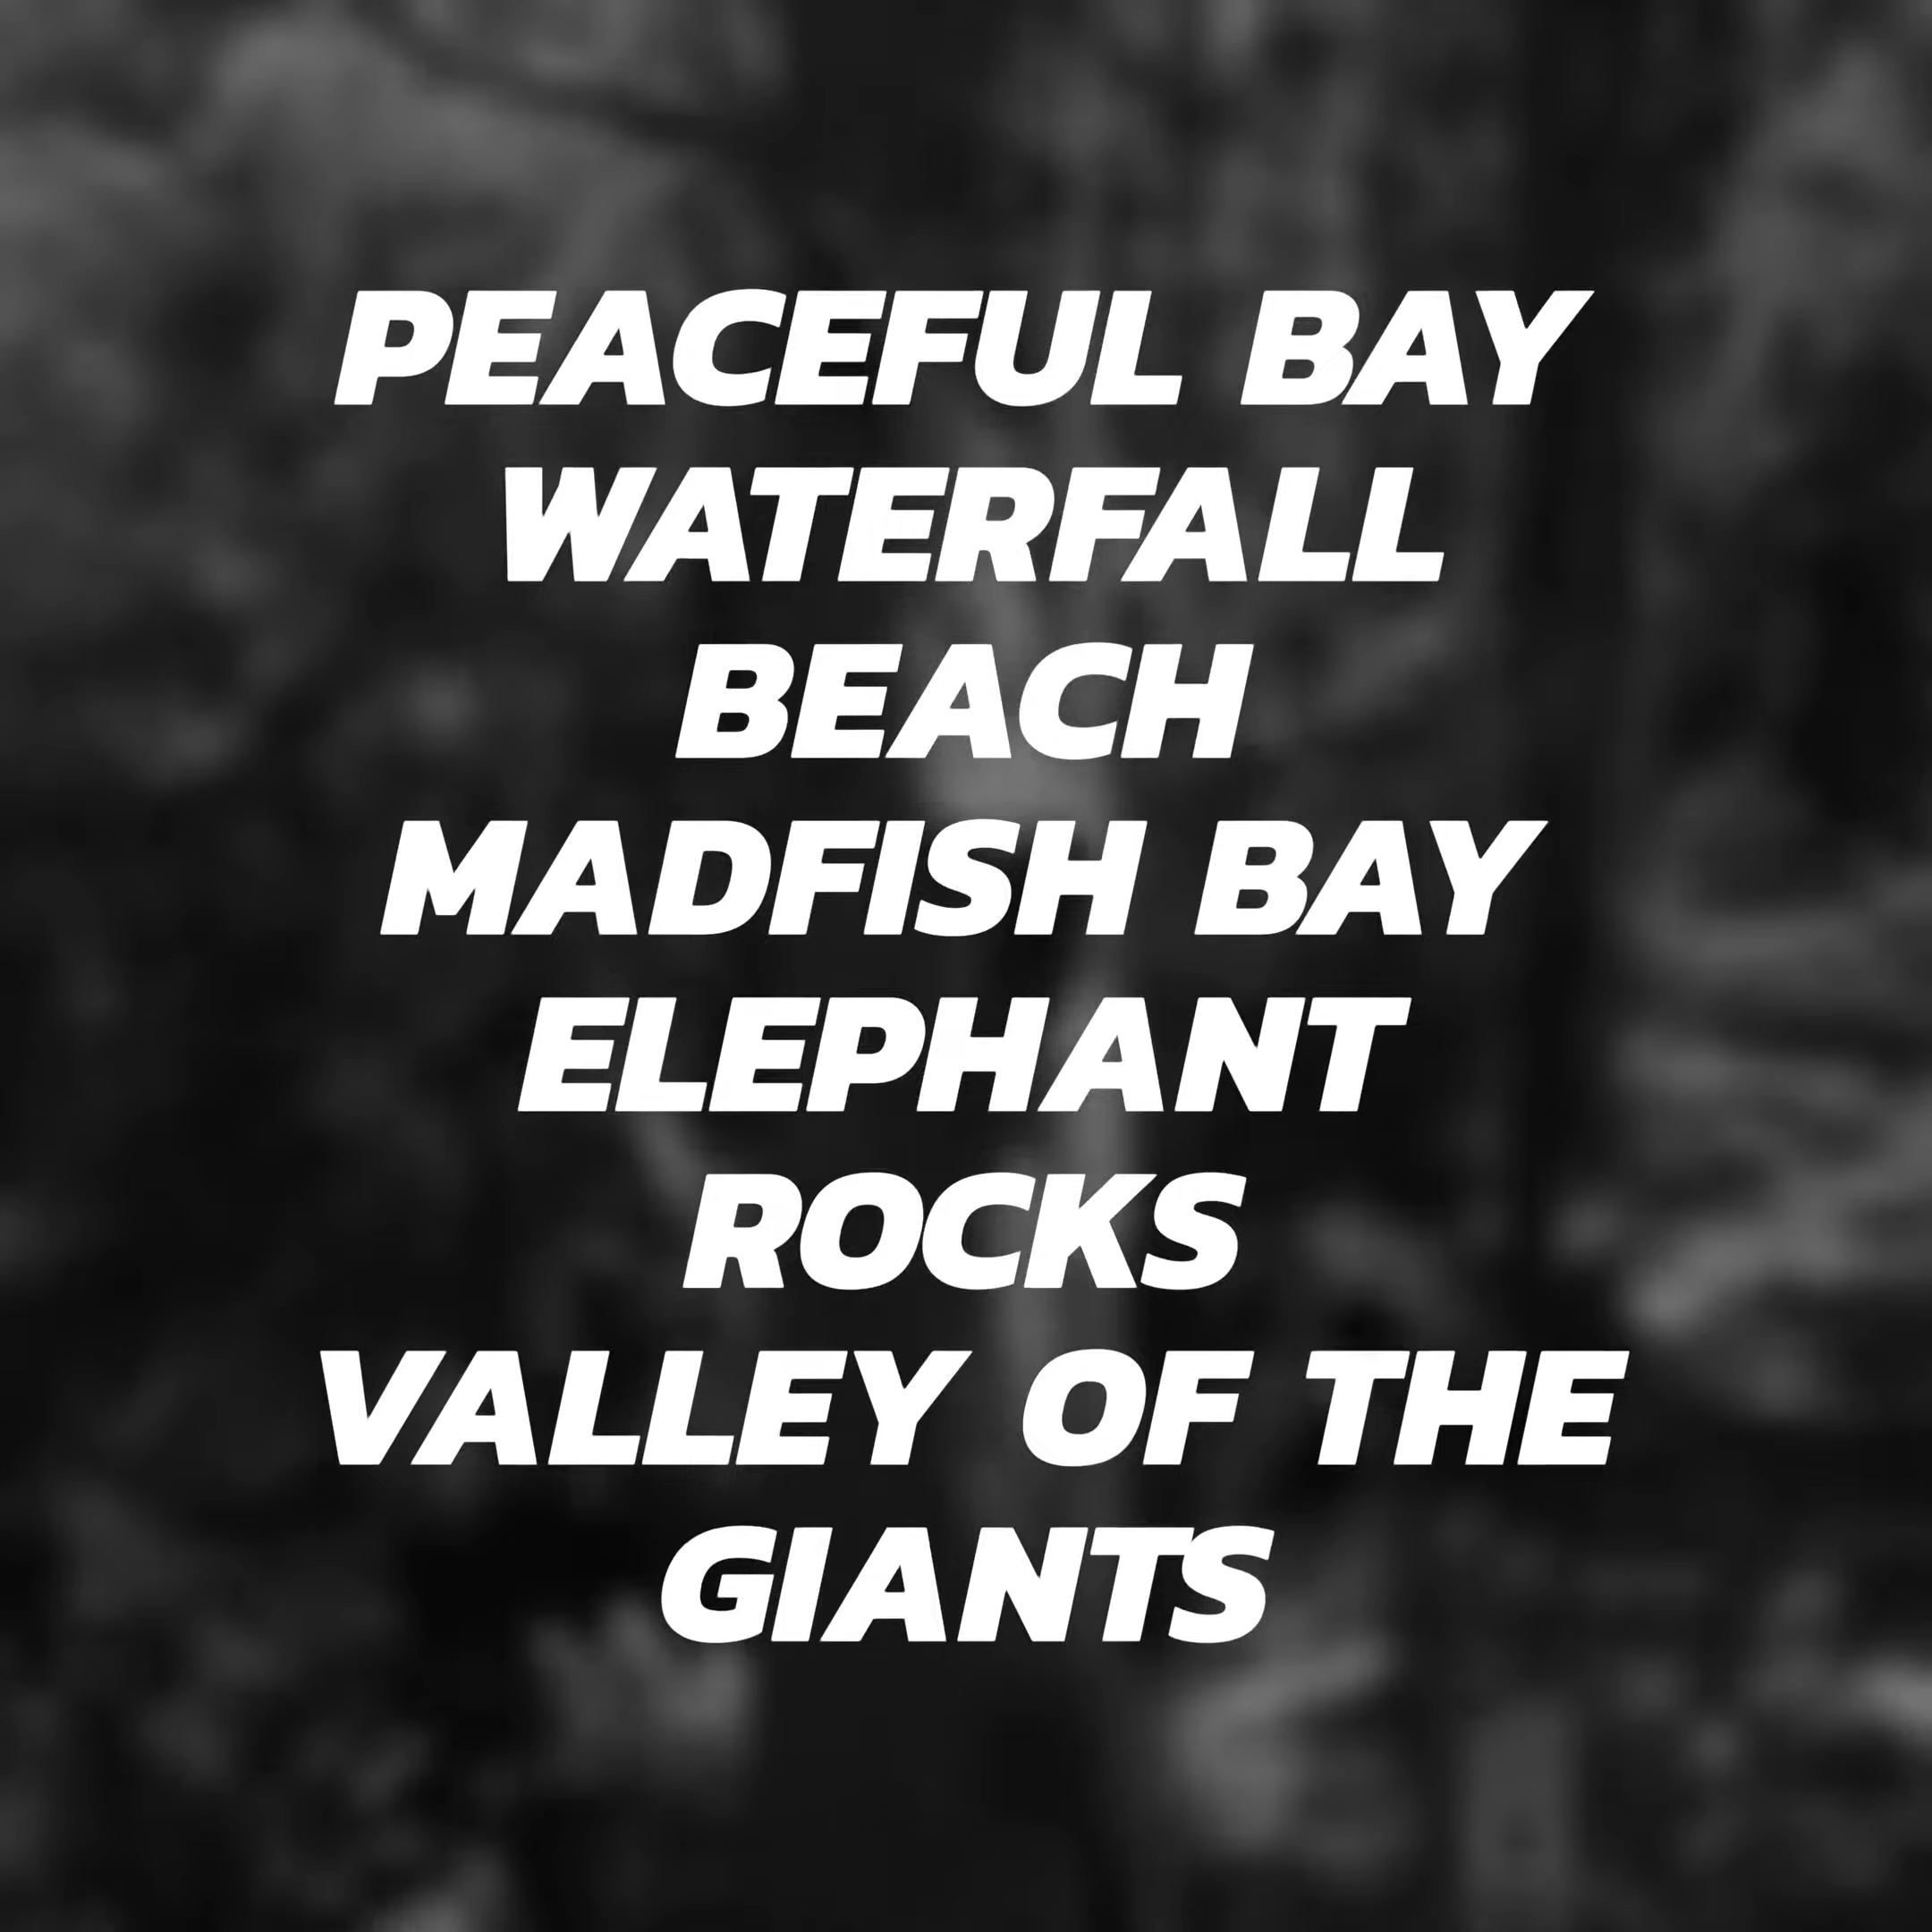 PEACEFUL BAY
WATERFALL
BEACH
MADFISH BAY
ELEPHANT
ROCKS
VALLEY OF THE
GIANTS